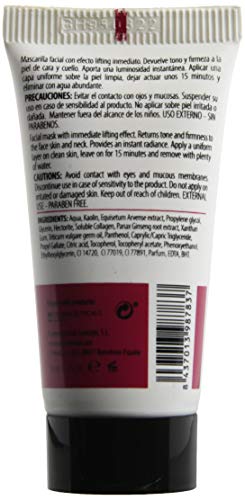 Mascarilla facial con efecto lifting inmediato. Devuelve tono y firmeza a la
piel de cara y cuello. Aporta una luminosidad instantánea. Aplicar una
capa uniforme sobre la piel limpia, dejar actuar unos 15 minutos y
eliminar con agua abundante.
PRECAUCIONES: Evitar el contacto con ojos y mucosas. Suspender su
uso en caso de sensibilidad al producto. No aplicar sobre piel irritada o
dañada. Mantener fuera del alcance de los niños. USO EXTERNO – SIN
PARABENOS.
Facial mask with immediate lifting effect. Returns tone and firmness to
the face skin and neck. Provides an instant radiance. Apply a uniform
layer on clean skin, leave on for 15 minutes and remove with plenty
of water.
CAUTIONS: Avoid contact with eyes and mucous membranes.
Discontinue use in case of sensitivity to the product. Do not apply on
irritated or damaged skin. Keep out of reach of children. EXTERNAL
USE - PARABEN FREE.
INGREDIENTS: Aqua, Kaolin, Equisetum Arvense extract, Propylene glycol,
Glycerin, Hectorite, Soluble Collagen, Panax Ginseng root extract, Xanthan
Gum, Triticum vulgare germ oil, Panthenol, Caprylic/Capric Triglyceride,
Propyl Gallate, Citric acid, Tocopherol, Tocopheryl acetate, Phenoxyethanol,
Ethylhexylglycerin, CI 14720, CI 77019, CI 77891, Parfum, EDTA, BHT.
8 437013 987837